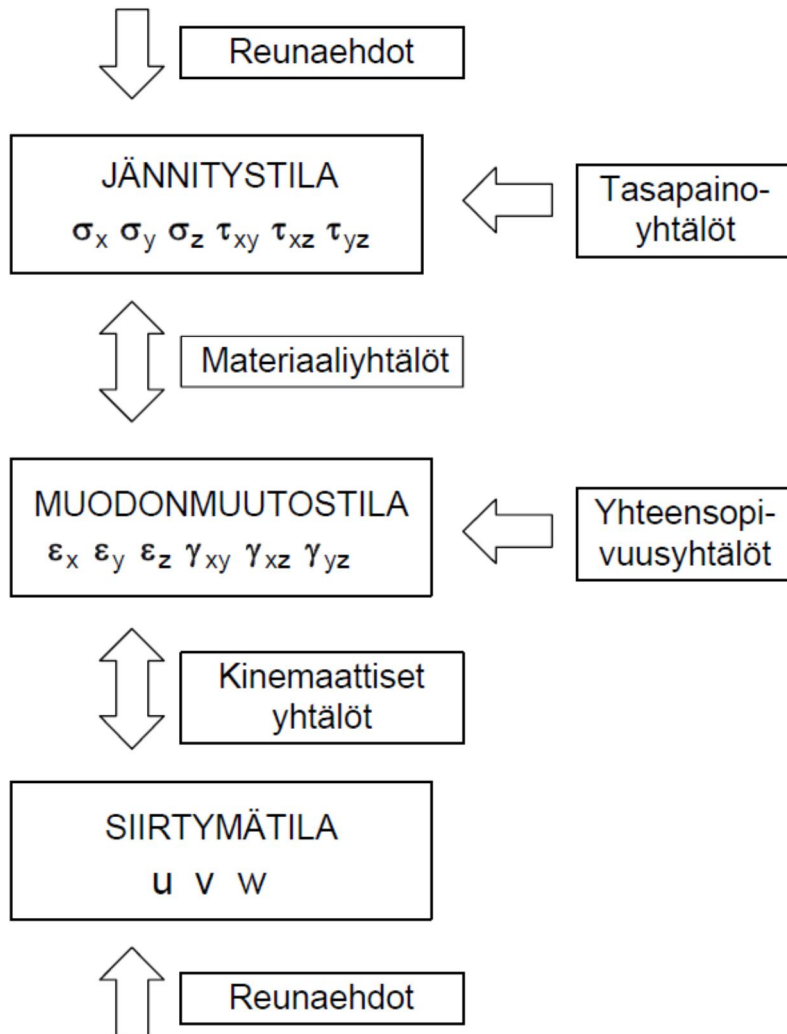 Reunaehdot
JÄNNITYSTILA
Tasapaino-
yhtälöt
σx σy σz τxy τxz τyz
Materiaaliyhtälöt
MUODONMUUTOSTILA
Yhteensopi-
vuusyhtälöt
εx εy εz γxy γxz γyz
Kinemaattiset
yhtälöt
SIIRTYMÄTILA
u v w
Reunaehdot